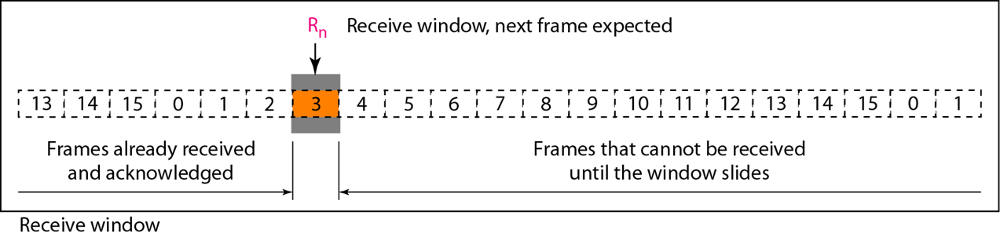 Rn Receive window, next frame expected
13 14 15 0 1 2 3 4 5 6 7 8 9 10 11 12 13 14 15 0 1
Frames already received
and acknowledged
Frames that cannot be received
until the window slides
Receive window